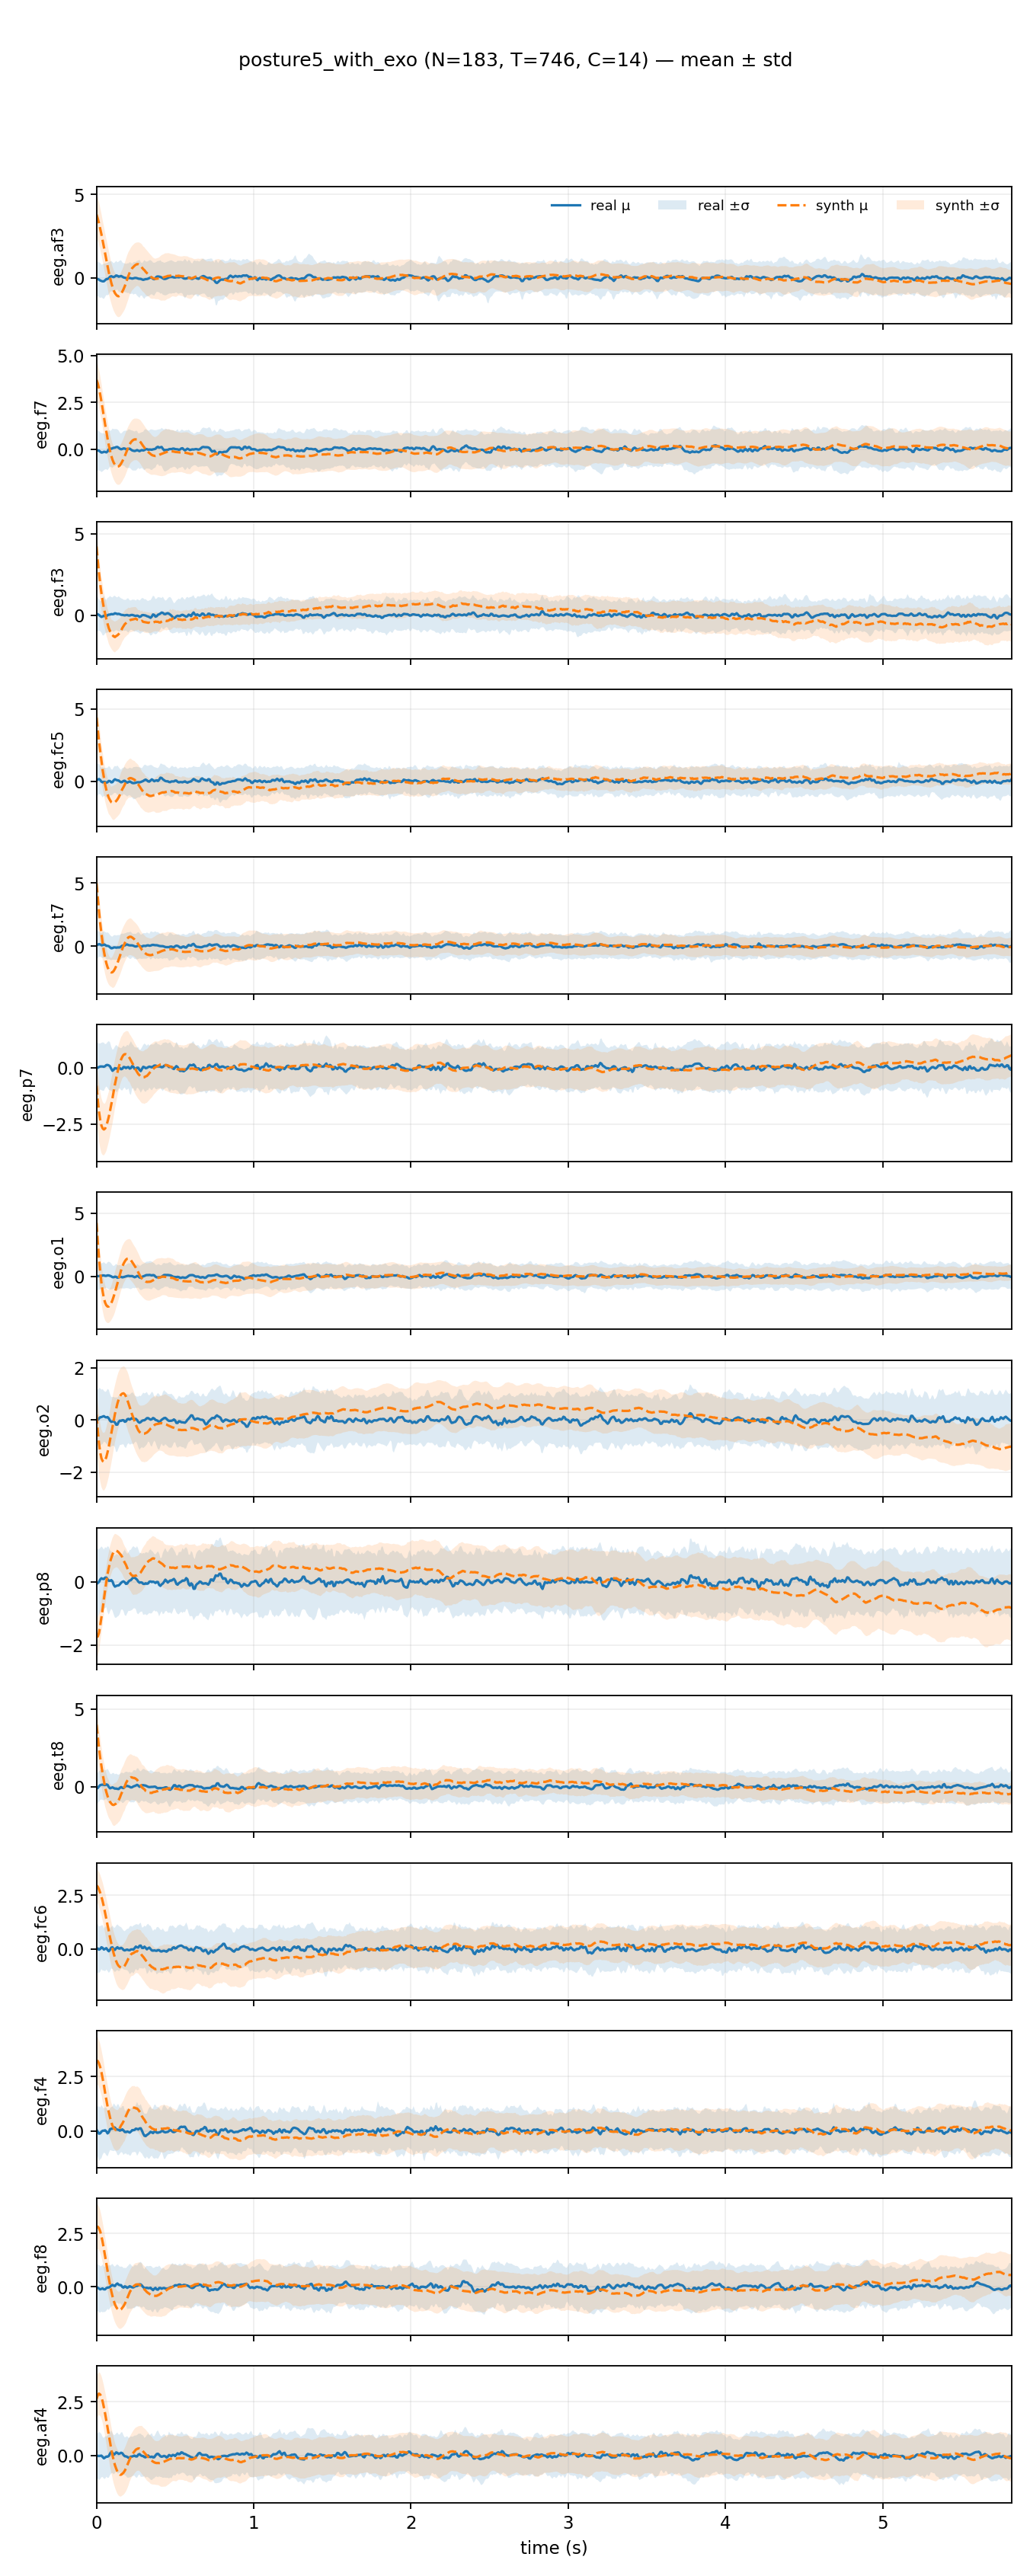 posture5_with_exo (N=183, T=746, C=14) — mean ± std
real μ real ±σ synth μ synth ±σ
5
0
eeg.af3
5.0
2.5
0.0
eeg.f7
5
0
eeg.f3
5
0
eeg.fc5
5
0
eeg.t7
0.0
−2.5
eeg.p7
5
0
eeg.o1
2
0
−2
eeg.o2
0
−2
eeg.p8
5
0
eeg.t8
2.5
0.0
eeg.fc6
2.5
0.0
eeg.f4
2.5
0.0
eeg.f8
2.5
0.0
eeg.af4
0 1 2 3 4 5
time (s)